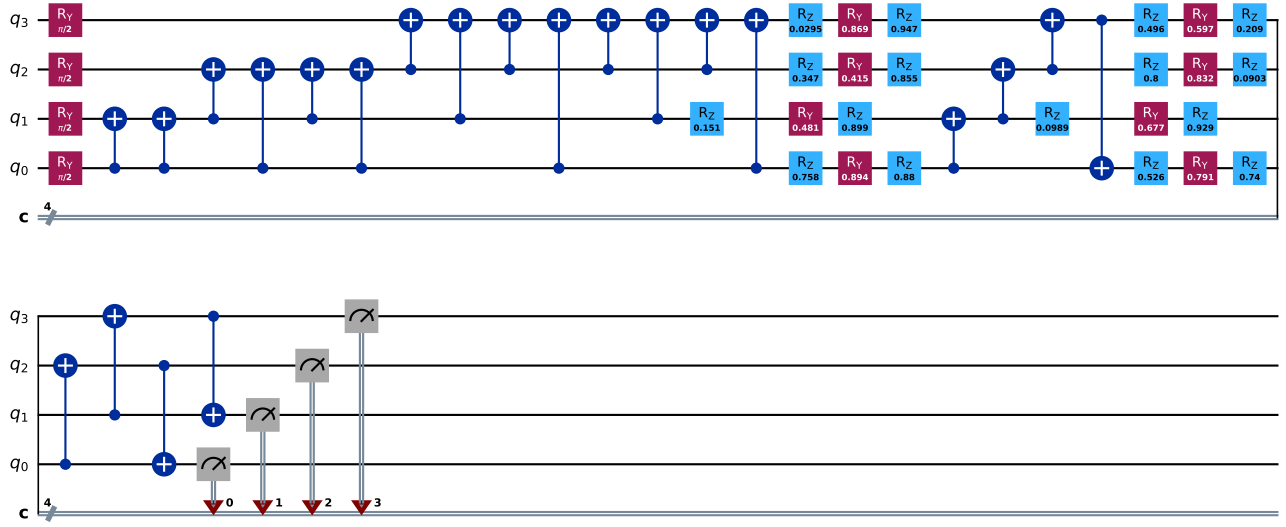 q3 RY π/2 RZ 0.0295 RY 0.869 RZ 0.947 RZ 0.496 RY 0.597 RZ 0.209
q2 RY π/2 RZ 0.347 RY 0.415 RZ 0.855 RZ 0.8 RY 0.832 RZ 0.0903
q1 RY π/2 RZ 0.151 RY 0.481 RZ 0.899 RZ 0.0989 RY 0.677 RZ 0.929
q0 RY π/2 RZ 0.758 RY 0.894 RZ 0.88 RZ 0.526 RY 0.791 RZ 0.74
c 4
q3
q2
q1
q0
c 4 0 1 2 3